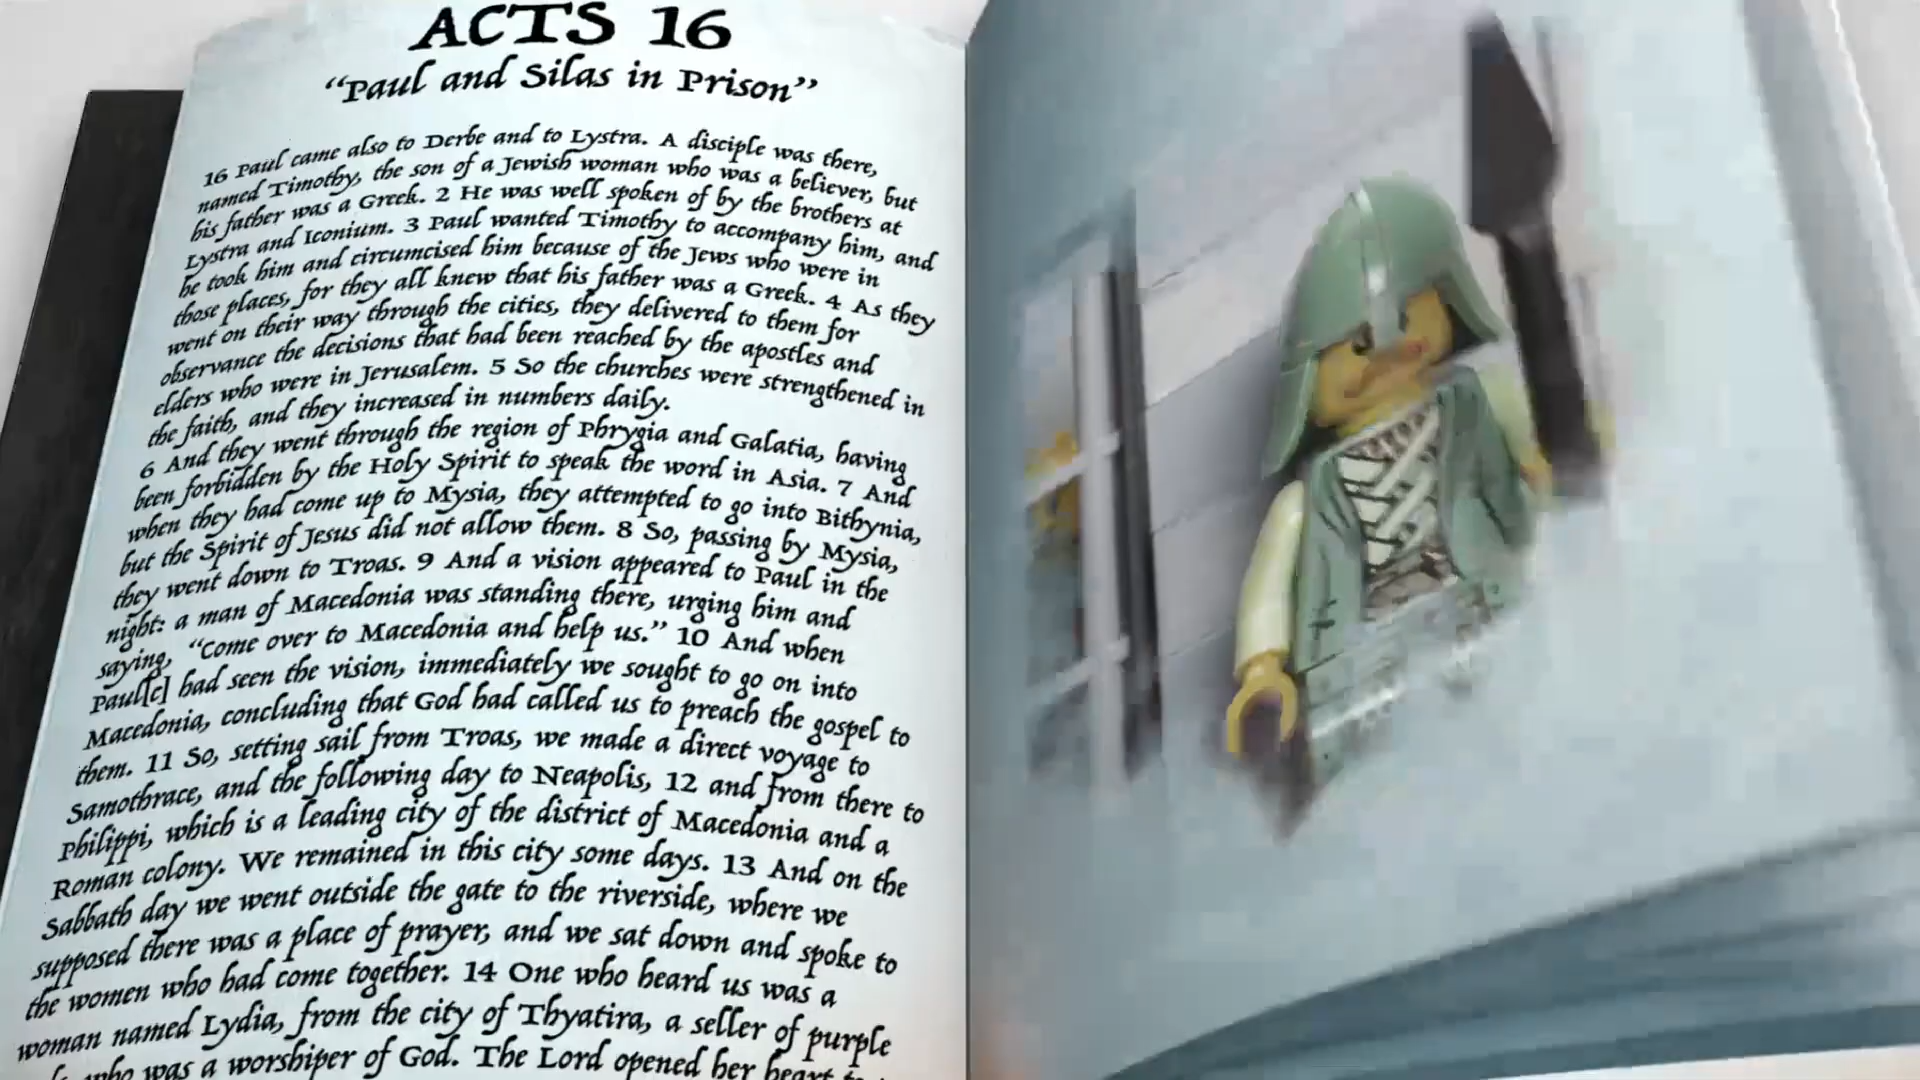 ACTS 16
“Paul and Silas in Prison”
16 Paul came also to Derbe and to Lystra. A disciple was there,
named Timothy, the son of a Jewish woman who was a believer, but
his father was a Greek. 2 He was well spoken of by the brothers at
Lystra and Iconium. 3 Paul wanted Timothy to accompany him, and
he took him and circumcised him because of the Jews who were in
those places, for they all knew that his father was a Greek. 4 As they
went on their way through the cities, they delivered to them for
observance the decisions that had been reached by the apostles and
elders who were in Jerusalem. 5 So the churches were strengthened in
the faith, and they increased in numbers daily.
6 And they went through the region of Phrygia and Galatia, having
been forbidden by the Holy Spirit to speak the word in Asia. 7 And
when they had come up to Mysia, they attempted to go into Bithynia,
but the Spirit of Jesus did not allow them. 8 So, passing by Mysia,
they went down to Troas. 9 And a vision appeared to Paul in the
night: a man of Macedonia was standing there, urging him and
saying, “Come over to Macedonia and help us.” 10 And when
Paul[c] had seen the vision, immediately we sought to go on into
Macedonia, concluding that God had called us to preach the gospel to
them. 11 So, setting sail from Troas, we made a direct voyage to
Samothrace, and the following day to Neapolis, 12 and from there to
Philippi, which is a leading city of the district of Macedonia and a
Roman colony. We remained in this city some days. 13 And on the
Sabbath day we went outside the gate to the riverside, where we
supposed there was a place of prayer, and we sat down and spoke to
the women who had come together. 14 One who heard us was a
woman named Lydia, from the city of Thyatira, a seller of purple
who was a worshiper of God. The Lord opened her heart